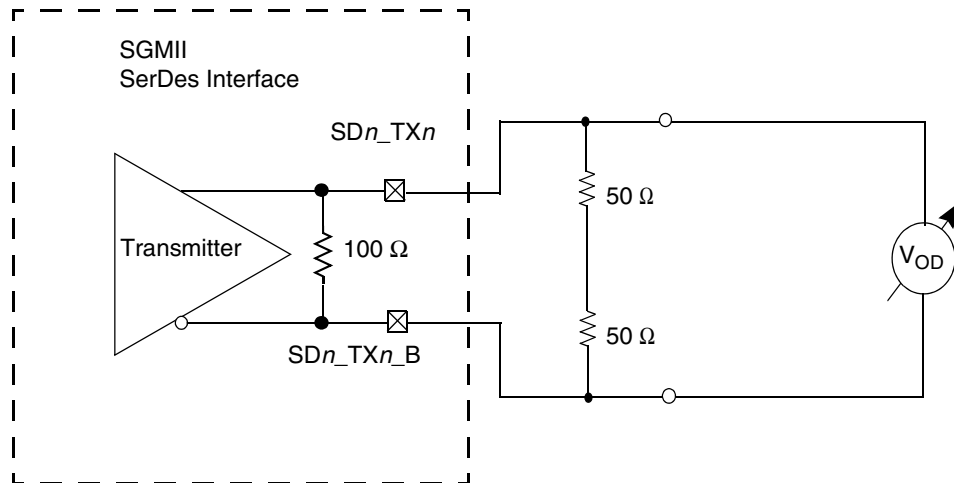 SGMII
SerDes Interface
SDn_TXn
50 Ω
Transmitter
100 Ω
VOD
50 Ω
SDn_TXn_B